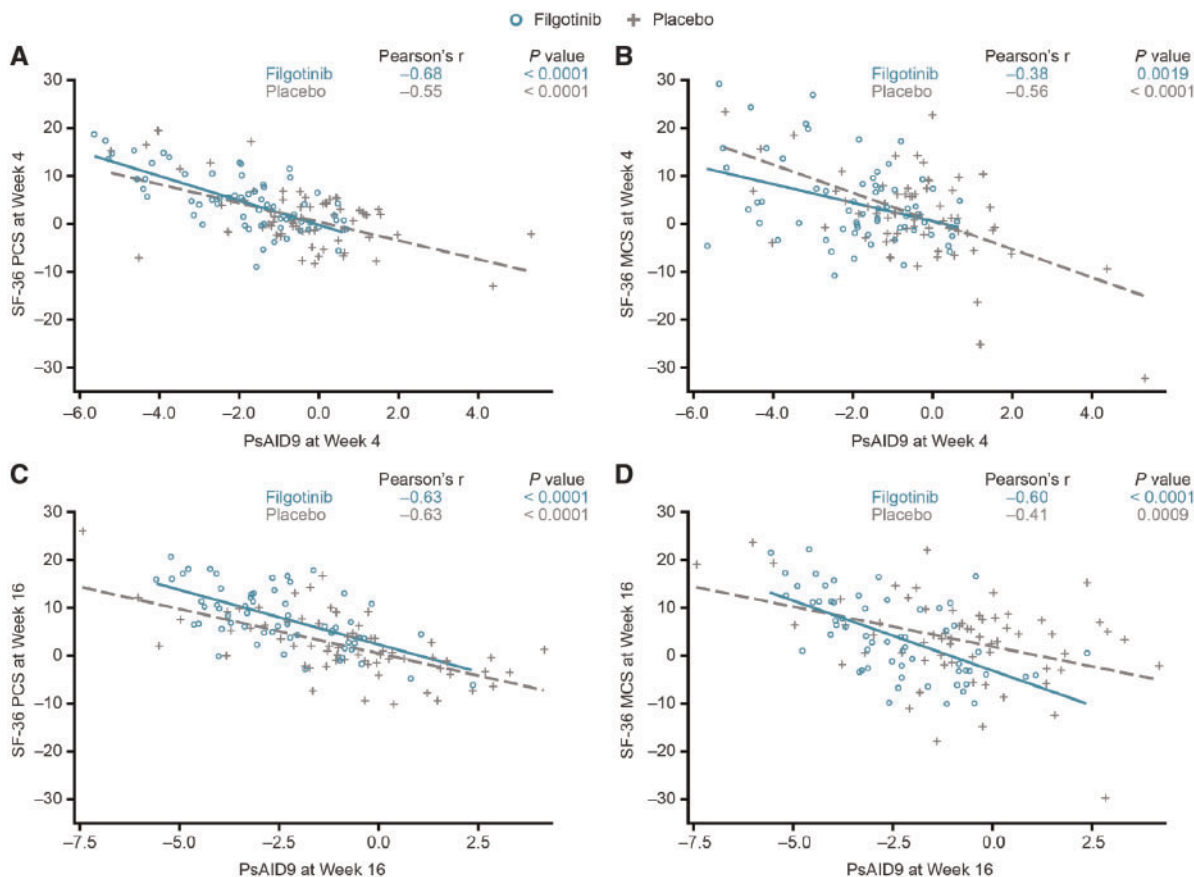 Filgotinib Placebo
A
Pearson's r P value
Filgotinib –0.68 < 0.0001
Placebo –0.55 < 0.0001
SF-36 PCS at Week 4
30
20
10
0
–10
–20
–30
–6.0 –4.0 –2.0 0.0 2.0 4.0
PsAID9 at Week 4
B
Pearson's r P value
Filgotinib –0.38 0.0019
Placebo –0.56 < 0.0001
SF-36 MCS at Week 4
30
20
10
0
–10
–20
–30
–6.0 –4.0 –2.0 0.0 2.0 4.0
PsAID9 at Week 4
C
Pearson's r P value
Filgotinib –0.63 < 0.0001
Placebo –0.63 < 0.0001
SF-36 PCS at Week 16
30
20
10
0
–10
–20
–30
–7.5 –5.0 –2.5 0.0 2.5
PsAID9 at Week 16
D
Pearson's r P value
Filgotinib –0.60 < 0.0001
Placebo –0.41 0.0009
SF-36 MCS at Week 16
30
20
10
0
–10
–20
–30
–7.5 –5.0 –2.5 0.0 2.5
PsAID9 at Week 16